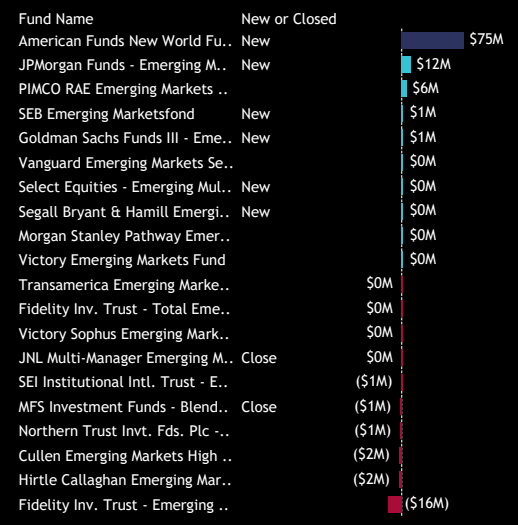 Fund Name New or Closed
American Funds New World Fu.. New $75M
JPMorgan Funds - Emerging M.. New $12M
PIMCO RAE Emerging Markets .. $6M
SEB Emerging Marketsfond New $1M
Goldman Sachs Funds III - Eme.. New $1M
Vanguard Emerging Markets Se.. $0M
Select Equities - Emerging Mul.. New $0M
Segall Bryant & Hamill Emergi.. New $0M
Morgan Stanley Pathway Emer.. $0M
Victory Emerging Markets Fund $0M
Transamerica Emerging Marke.. $0M
Fidelity Inv. Trust - Total Eme.. $0M
Victory Sophus Emerging Mark.. $0M
JNL Multi-Manager Emerging M.. Close $0M
SEI Institutional Intl. Trust - E.. ($1M)
MFS Investment Funds - Blend.. Close ($1M)
Northern Trust Invt. Fds. Plc -.. ($1M)
Cullen Emerging Markets High .. ($2M)
Hirtle Callaghan Emerging Mar.. ($2M)
Fidelity Inv. Trust - Emerging .. ($16M)